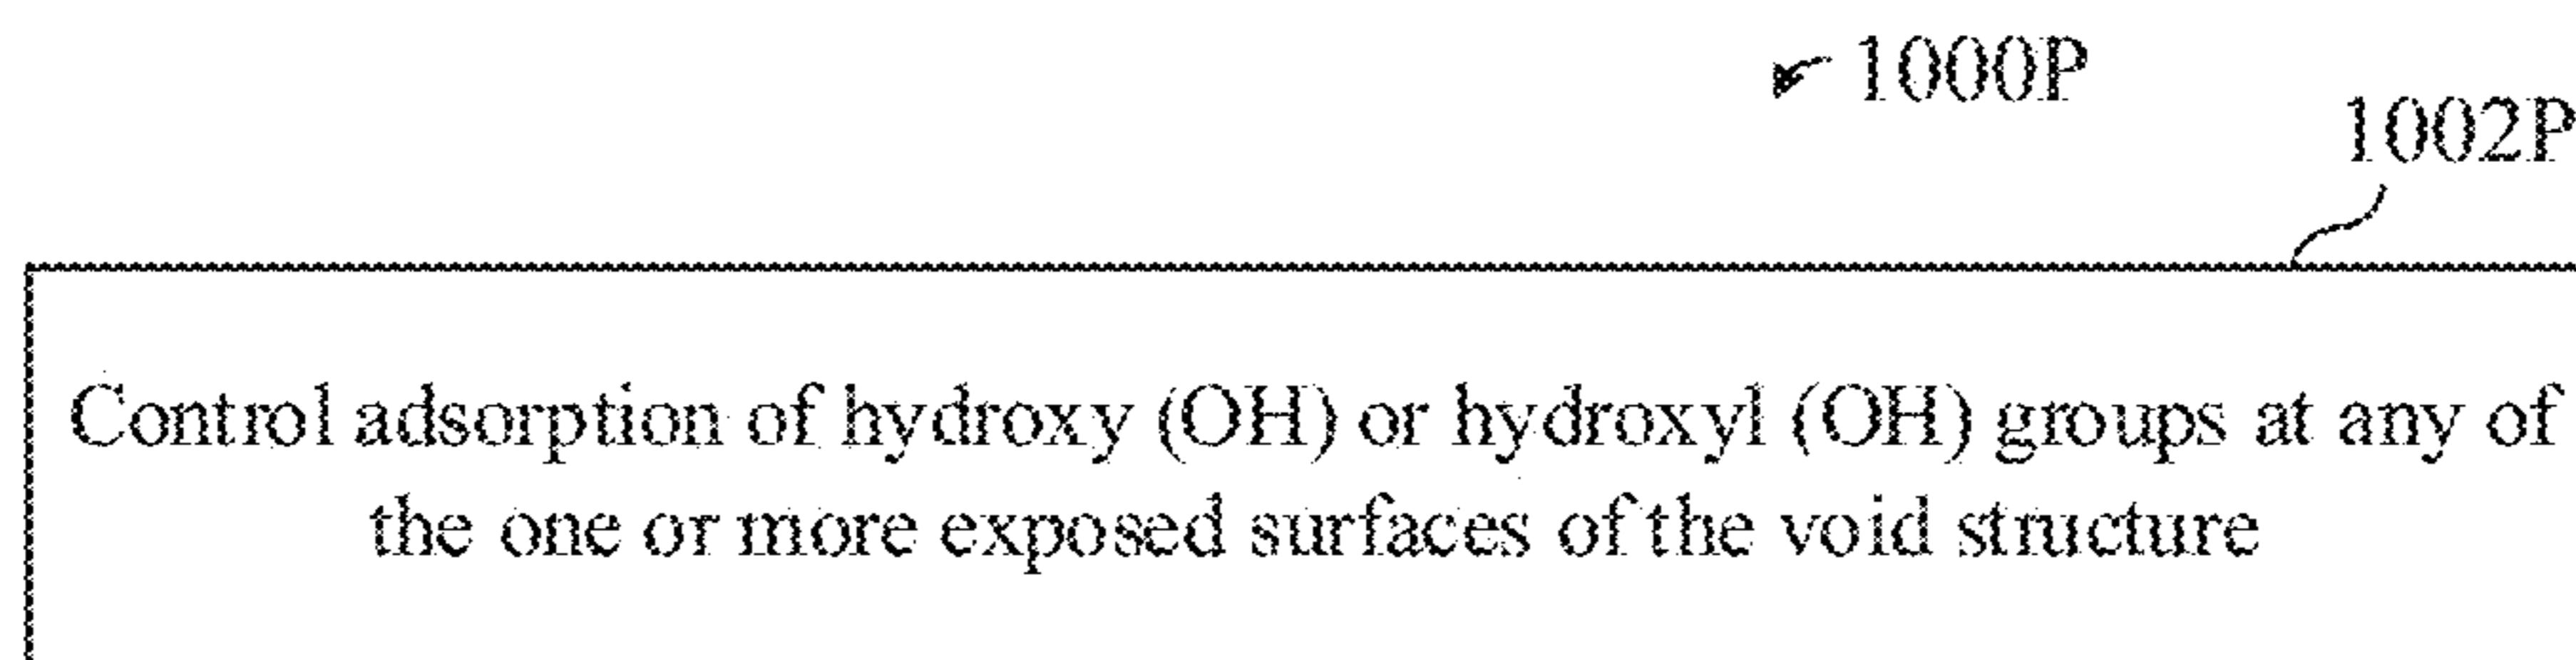 1000P
1002P
Control adsorption of hydroxy (OH) or hydroxyl (OH) groups at any of
the one or more exposed surfaces of the void structure